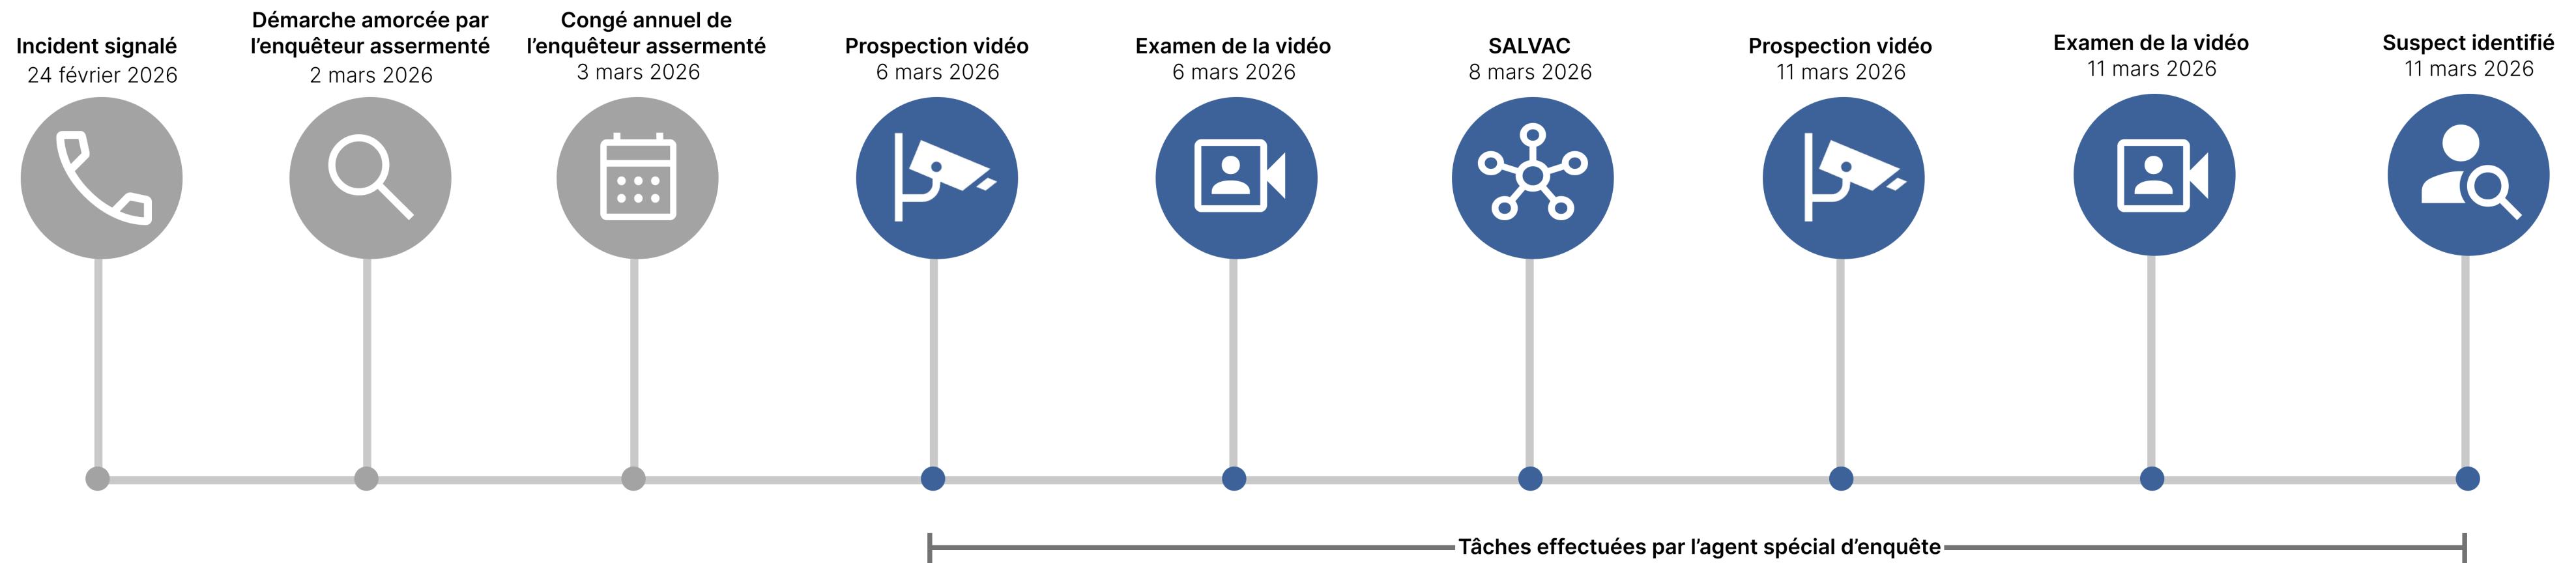 Incident signalé
24 février 2026
Démarche amorcée par
l’enquêteur assermenté
2 mars 2026
Congé annuel de
l’enquêteur assermenté
3 mars 2026
Prospection vidéo
6 mars 2026
Examen de la vidéo
6 mars 2026
SALVAC
8 mars 2026
Prospection vidéo
11 mars 2026
Examen de la vidéo
11 mars 2026
Suspect identifié
11 mars 2026
Tâches effectuées par l’agent spécial d’enquête